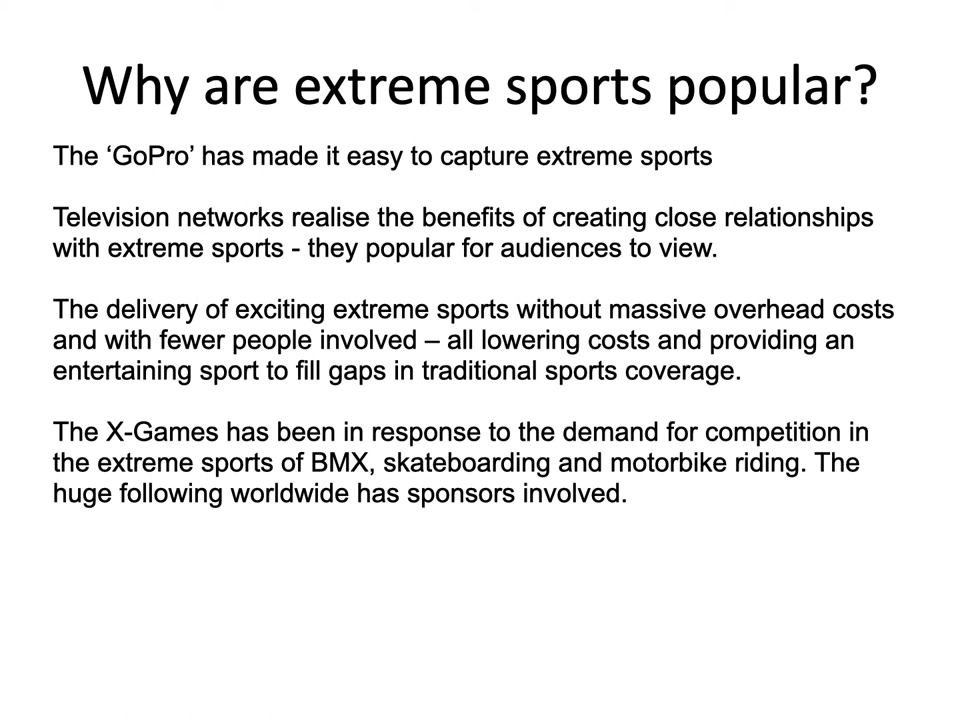 Why are extreme sports popular?
The ‘GoPro’ has made it easy to capture extreme sports
Television networks realise the benefits of creating close relationships
with extreme sports - they popular for audiences to view.
The delivery of exciting extreme sports without massive overhead costs
and with fewer people involved – all lowering costs and providing an
entertaining sport to fill gaps in traditional sports coverage.
The X-Games has been in response to the demand for competition in
the extreme sports of BMX, skateboarding and motorbike riding. The
huge following worldwide has sponsors involved.